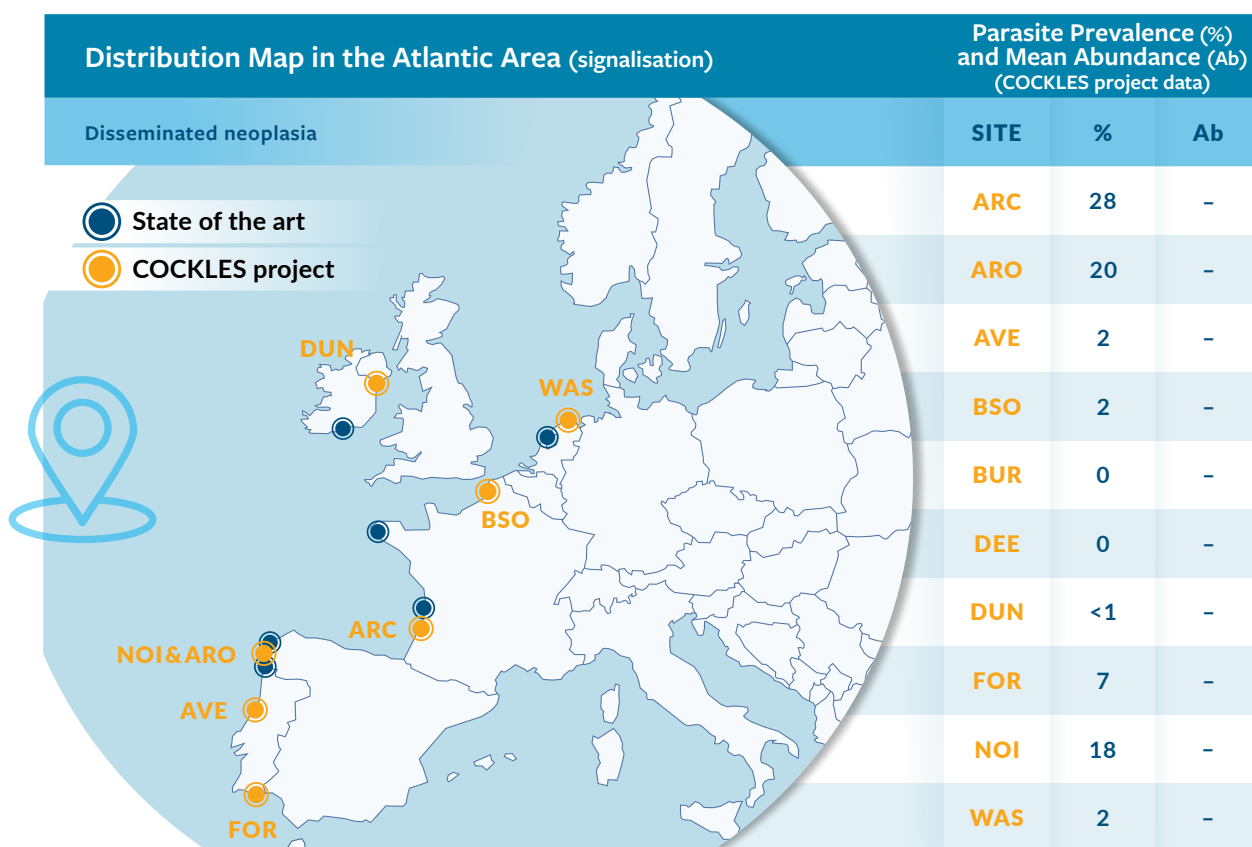 Distribution Map in the Atlantic Area (signalisation)
Parasite Prevalence (%)
and Mean Abundance (Ab)
(COCKLES project data)
Disseminated neoplasia
SITE % Ab
State of the art
COCKLES project
DUN
WAS
BSO
ARC
NOI&ARO
AVE
FOR
ARC 28 –
ARO 20 –
AVE 2 –
BSO 2 –
BUR 0 –
DEE 0 –
DUN <1 –
FOR 7 –
NOI 18 –
WAS 2 –